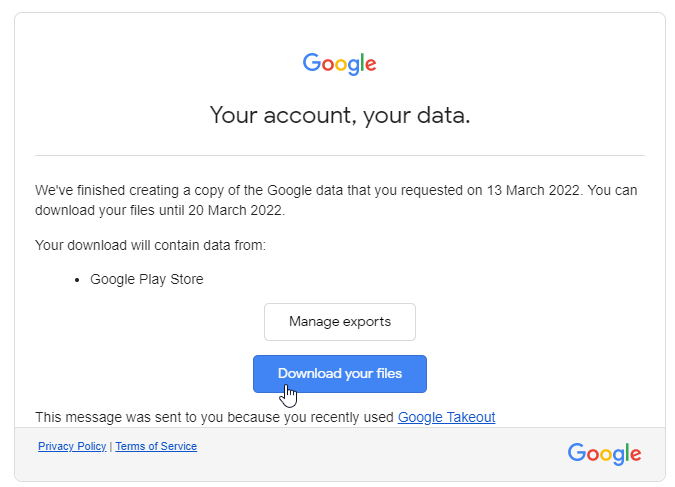 Google
Your account, your data.
We've finished creating a copy of the Google data that you requested on 13 March 2022. You can
download your files until 20 March 2022.
Your download will contain data from:
• Google Play Store
Manage exports
Download your files
This message was sent to you because you recently used Google Takeout
Privacy Policy | Terms of Service
Google